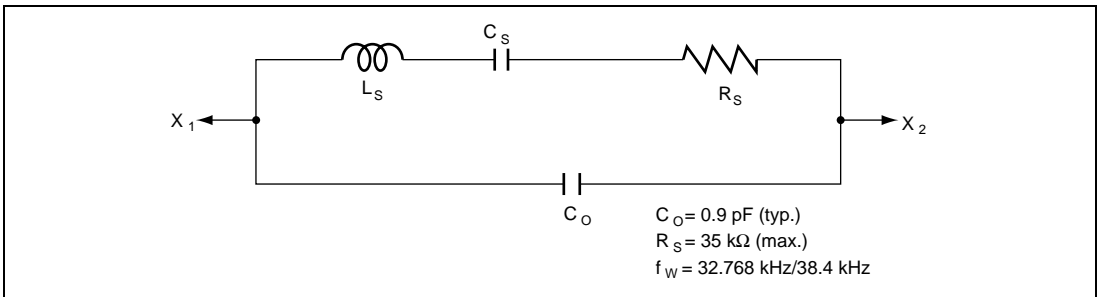 C S
L S
R S
X 1
X 2
C O
C O = 0.9 pF (typ.)
R S = 35 kΩ (max.)
f W = 32.768 kHz/38.4 kHz